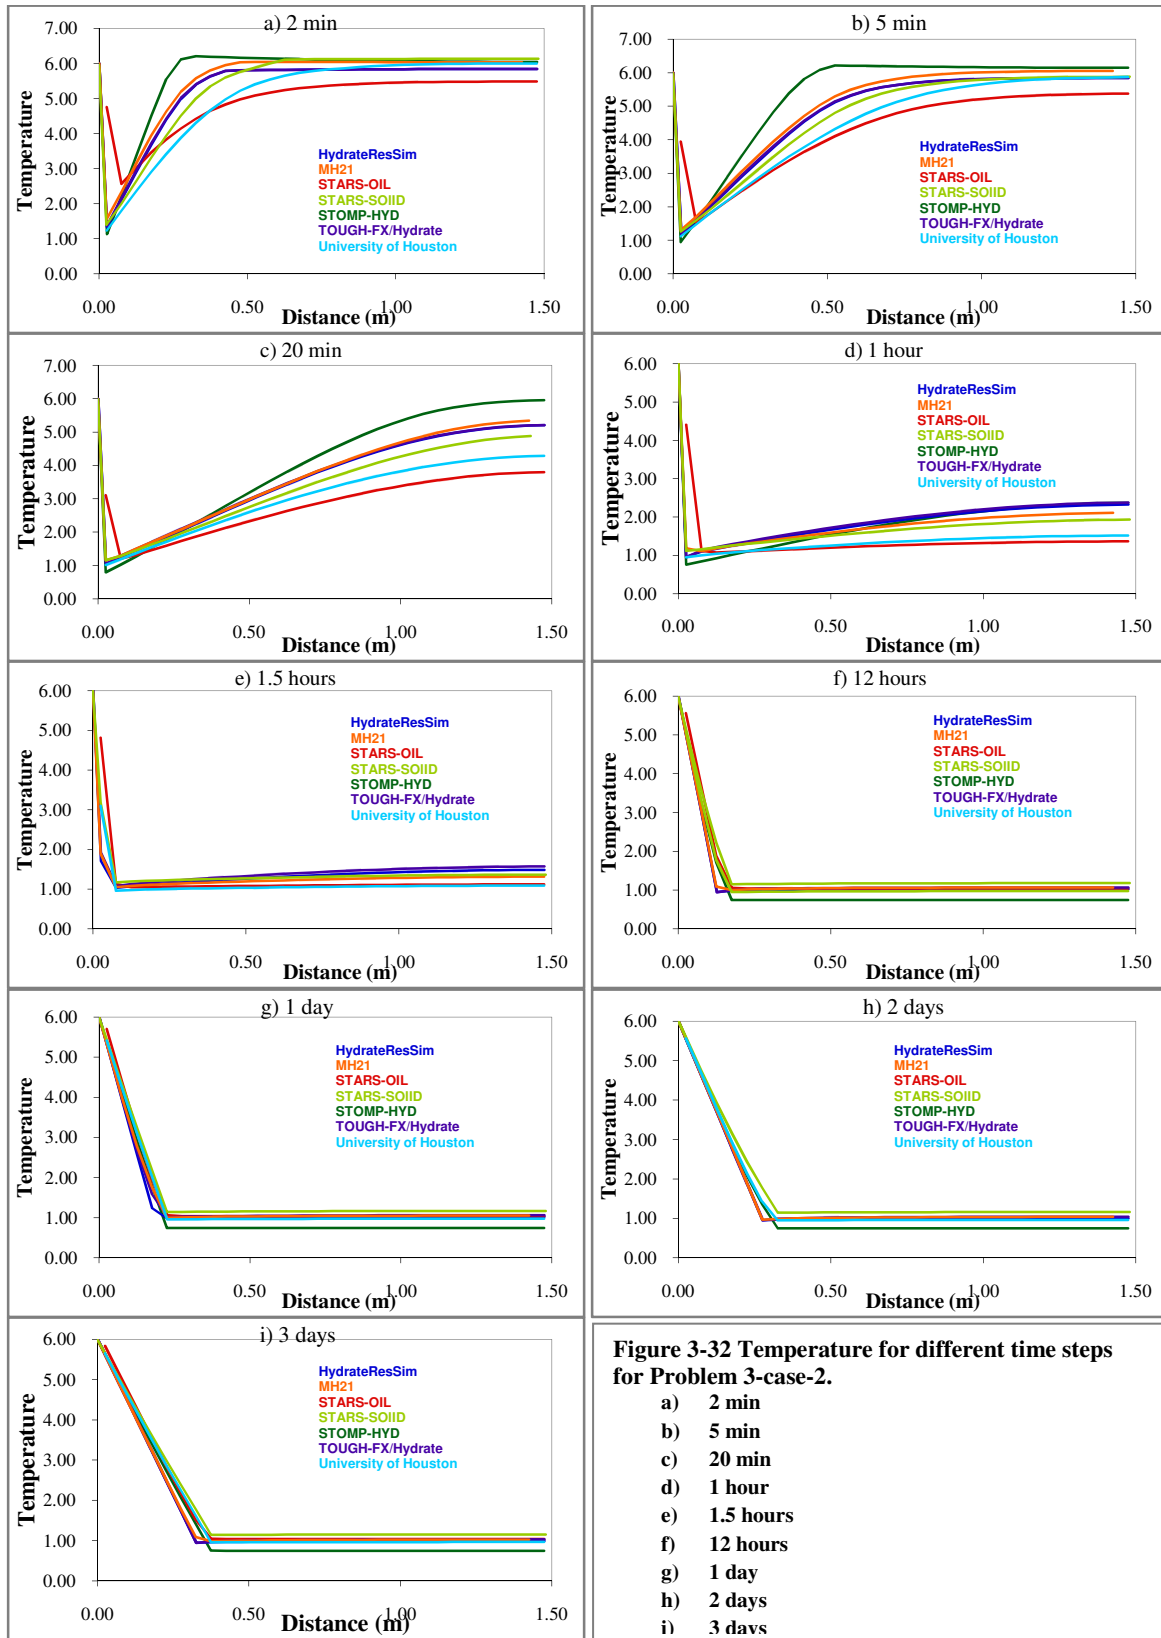 a) 2 min
7.00
6.00
5.00
4.00
3.00
2.00
1.00
0.00
Temperature
HydrateResSim
MH21
STARS-OIL
STARS-SOIID
STOMP-HYD
TOUGH-FX/Hydrate
University of Houston
0.00 0.50 1.00 1.50
Distance (m)
b) 5 min
7.00
6.00
5.00
4.00
3.00
2.00
1.00
0.00
Temperature
HydrateResSim
MH21
STARS-OIL
STARS-SOIID
STOMP-HYD
TOUGH-FX/Hydrate
University of Houston
0.00 0.50 1.00 1.50
Distance (m)
c) 20 min
7.00
6.00
5.00
4.00
3.00
2.00
1.00
0.00
Temperature
0.00 0.50 1.00 1.50
Distance (m)
d) 1 hour
6.00
5.00
4.00
3.00
2.00
1.00
0.00
Temperature
HydrateResSim
MH21
STARS-OIL
STARS-SOIID
STOMP-HYD
TOUGH-FX/Hydrate
University of Houston
0.00 0.50 1.00 1.50
Distance (m)
e) 1.5 hours
6.00
5.00
4.00
3.00
2.00
1.00
0.00
Temperature
HydrateResSim
MH21
STARS-OIL
STARS-SOIID
STOMP-HYD
TOUGH-FX/Hydrate
University of Houston
0.00 0.50 1.00 1.50
Distance (m)
f) 12 hours
6.00
5.00
4.00
3.00
2.00
1.00
0.00
Temperature
HydrateResSim
MH21
STARS-OIL
STARS-SOIID
STOMP-HYD
TOUGH-FX/Hydrate
University of Houston
0.00 0.50 1.00 1.50
Distance (m)
g) 1 day
6.00
5.00
4.00
3.00
2.00
1.00
0.00
Temperature
HydrateResSim
MH21
STARS-OIL
STARS-SOIID
STOMP-HYD
TOUGH-FX/Hydrate
University of Houston
0.00 0.50 1.00 1.50
Distance (m)
h) 2 days
6.00
5.00
4.00
3.00
2.00
1.00
0.00
Temperature
HydrateResSim
MH21
STARS-OIL
STARS-SOIID
STOMP-HYD
TOUGH-FX/Hydrate
University of Houston
0.00 0.50 1.00 1.50
Distance (m)
i) 3 days
6.00
5.00
4.00
3.00
2.00
1.00
0.00
Temperature
HydrateResSim
MH21
STARS-OIL
STARS-SOIID
STOMP-HYD
TOUGH-FX/Hydrate
University of Houston
0.00 0.50 1.00 1.50
Distance (m)
Figure 3-32 Temperature for different time steps
for Problem 3-case-2.
a) 2 min
b) 5 min
c) 20 min
d) 1 hour
e) 1.5 hours
f) 12 hours
g) 1 day
h) 2 days
i) 3 days